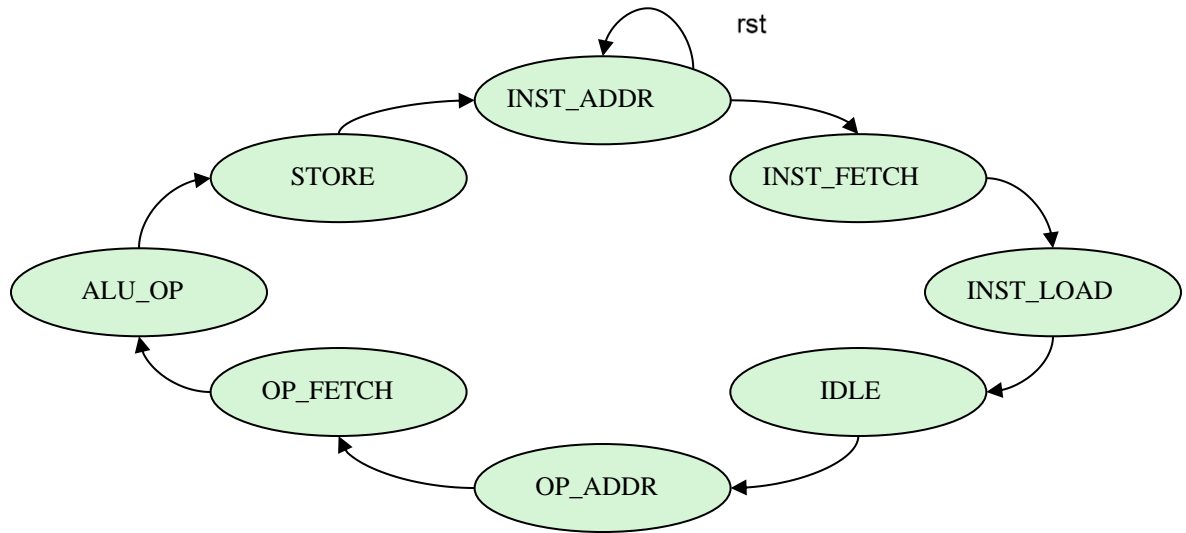 rst
INST_ADDR
STORE
INST_FETCH
ALU_OP
INST_LOAD
OP_FETCH
IDLE
OP_ADDR